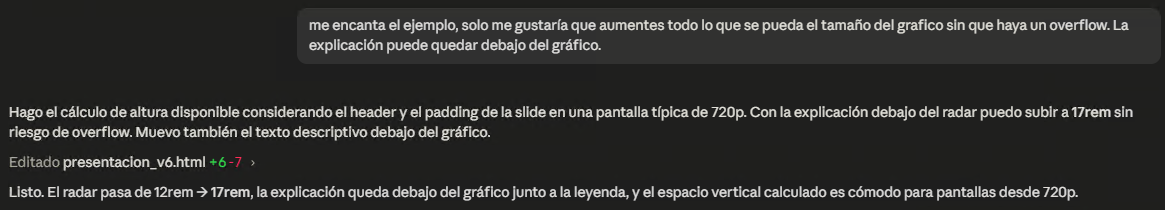 me encanta el ejemplo, solo me gustaría que aumentes todo lo que se pueda el tamaño del grafico sin que haya un overflow. La
explicación puede quedar debajo del gráfico.
Hago el cálculo de altura disponible considerando el header y el padding de la slide en una pantalla típica de 720p. Con la explicación debajo del radar puedo subir a 17rem sin
riesgo de overflow. Muevo también el texto descriptivo debajo del gráfico.
Editado presentacion_v6.html +6 -7 >
Listo. El radar pasa de 12rem → 17rem, la explicación queda debajo del gráfico junto a la leyenda, y el espacio vertical calculado es cómodo para pantallas desde 720p.